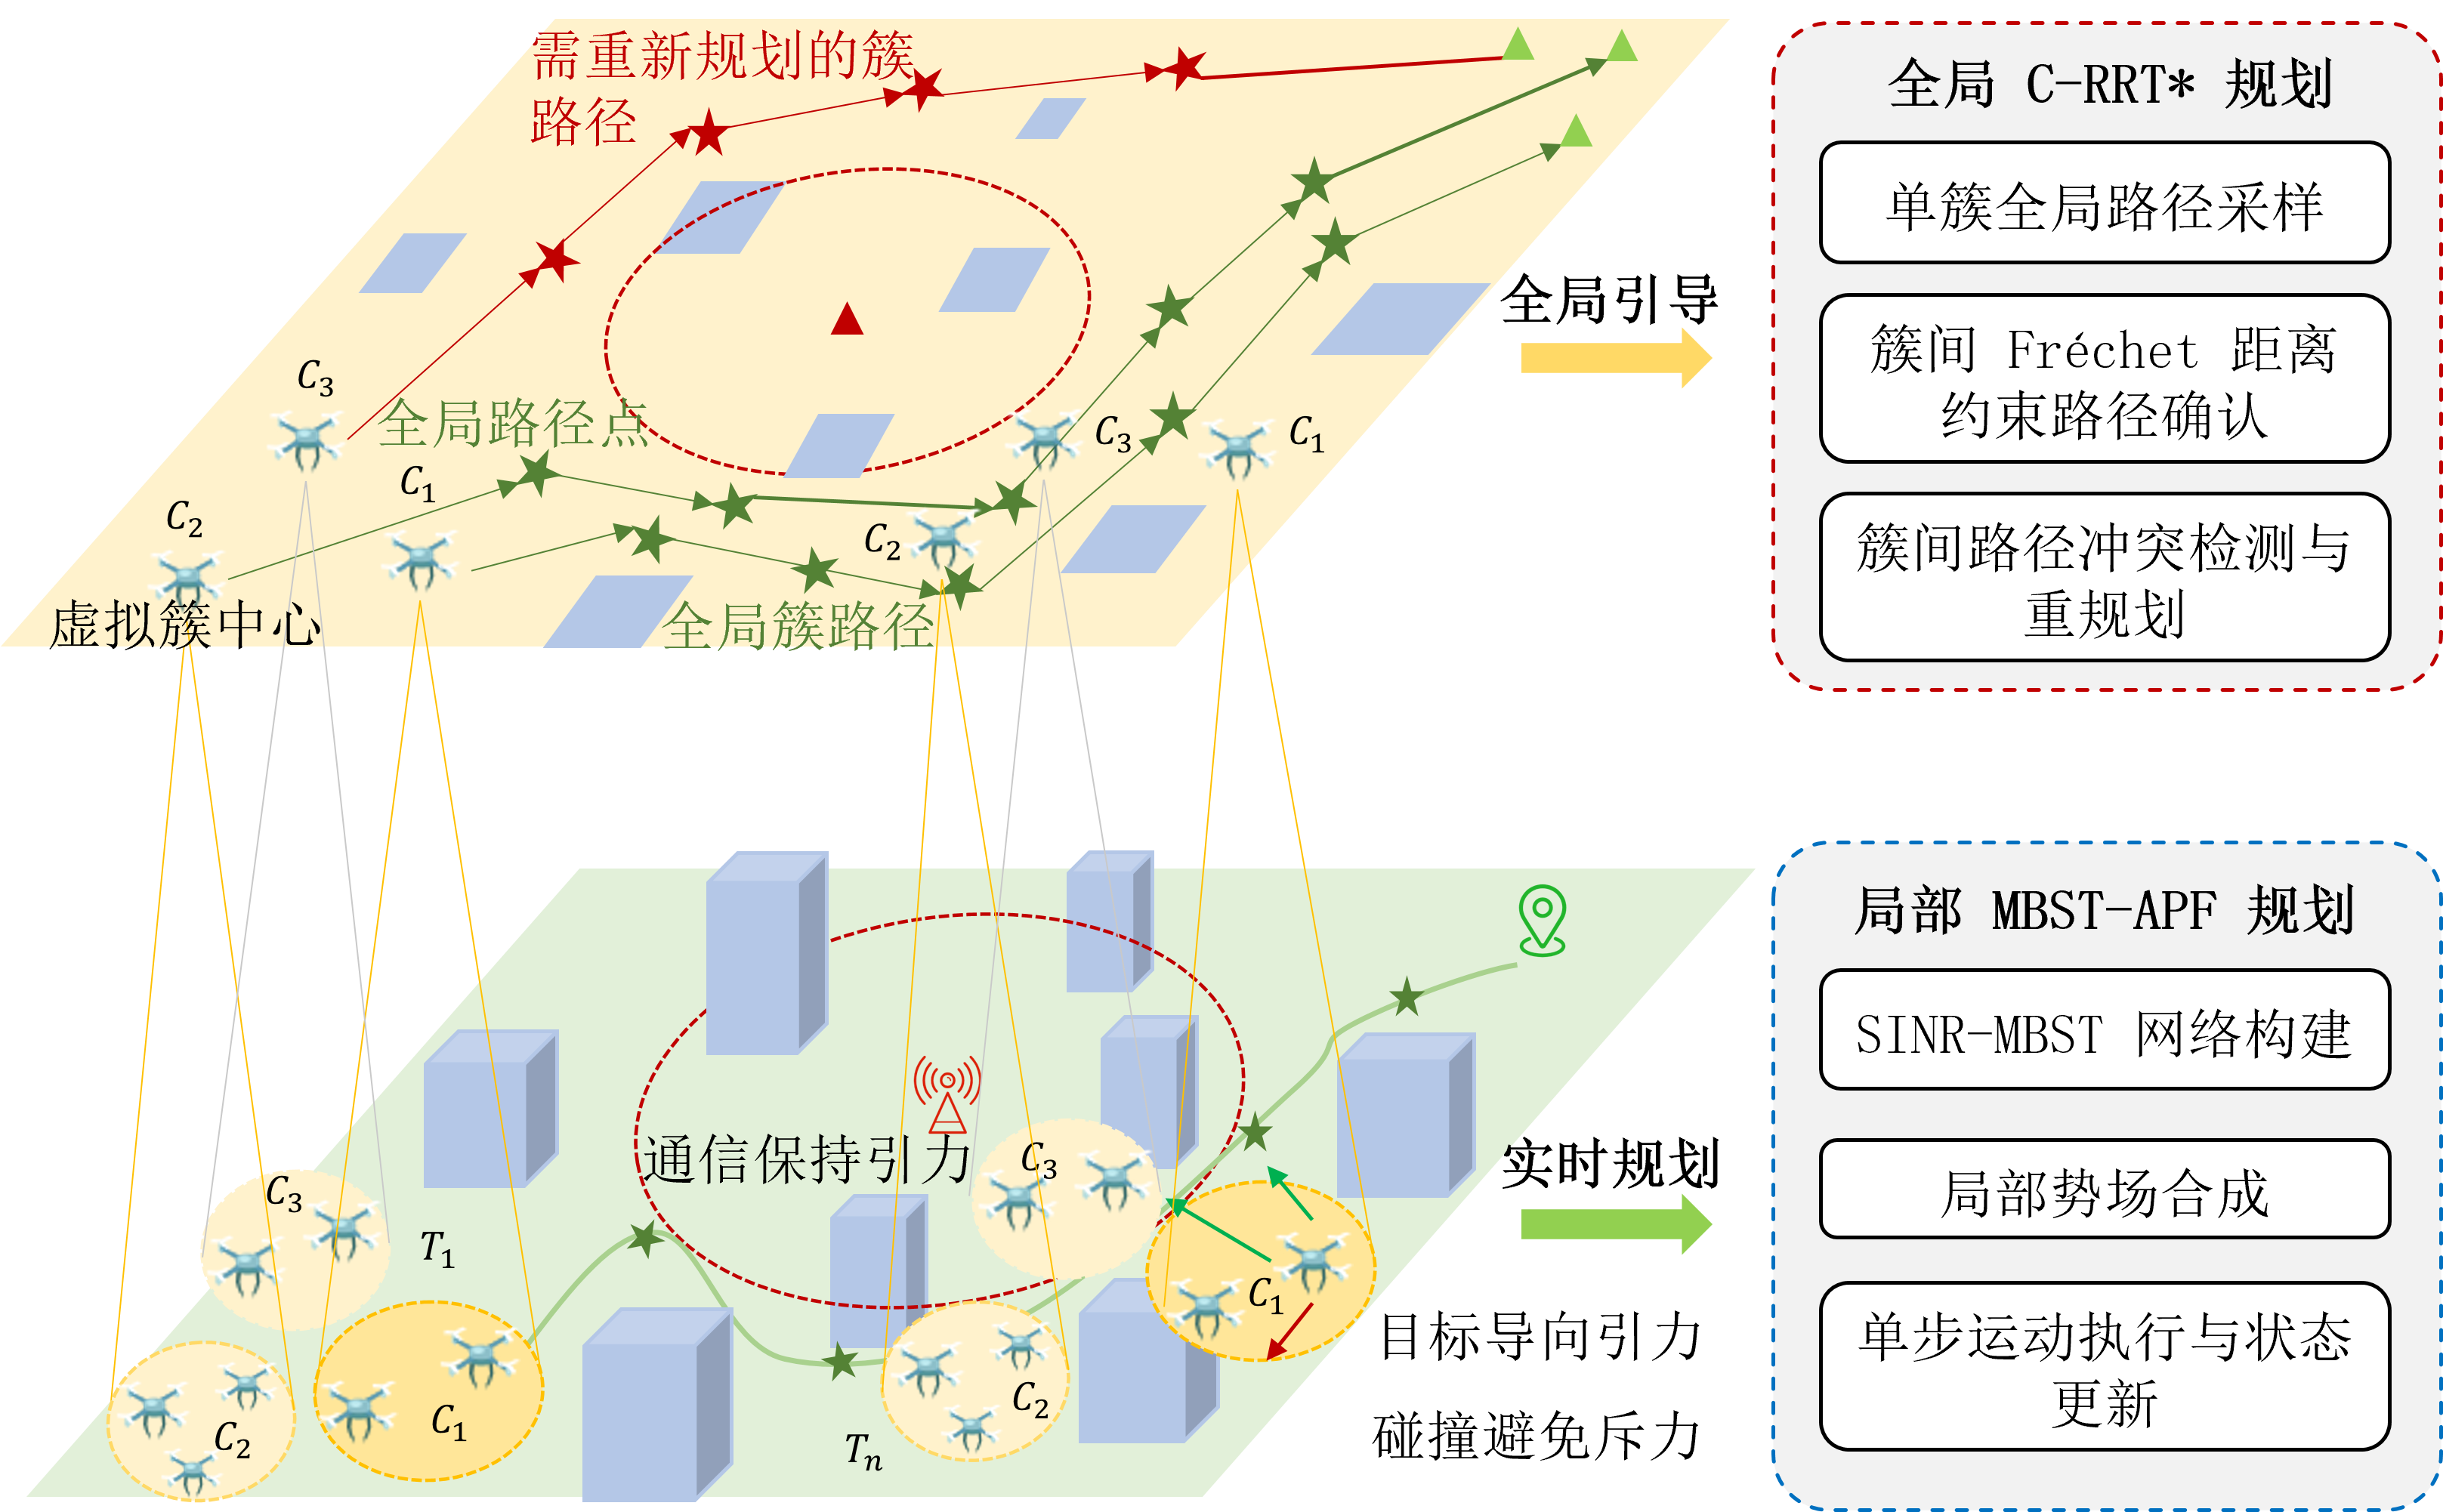 需重新规划的簇
路径
C3
全局路径点
C1
C2
虚拟簇中心
全局簇路径
C2
C3
C1
全局引导
全局 C-RRT* 规划
单簇全局路径采样
簇间 Fréchet 距离
约束路径确认
簇间路径冲突检测与
重规划
通信保持引力
C3
C3
T1
C1
C2
C1
C2
Tn
实时规划
目标导向引力
碰撞避免斥力
局部 MBST-APF 规划
SINR-MBST 网络构建
局部势场合成
单步运动执行与状态
更新